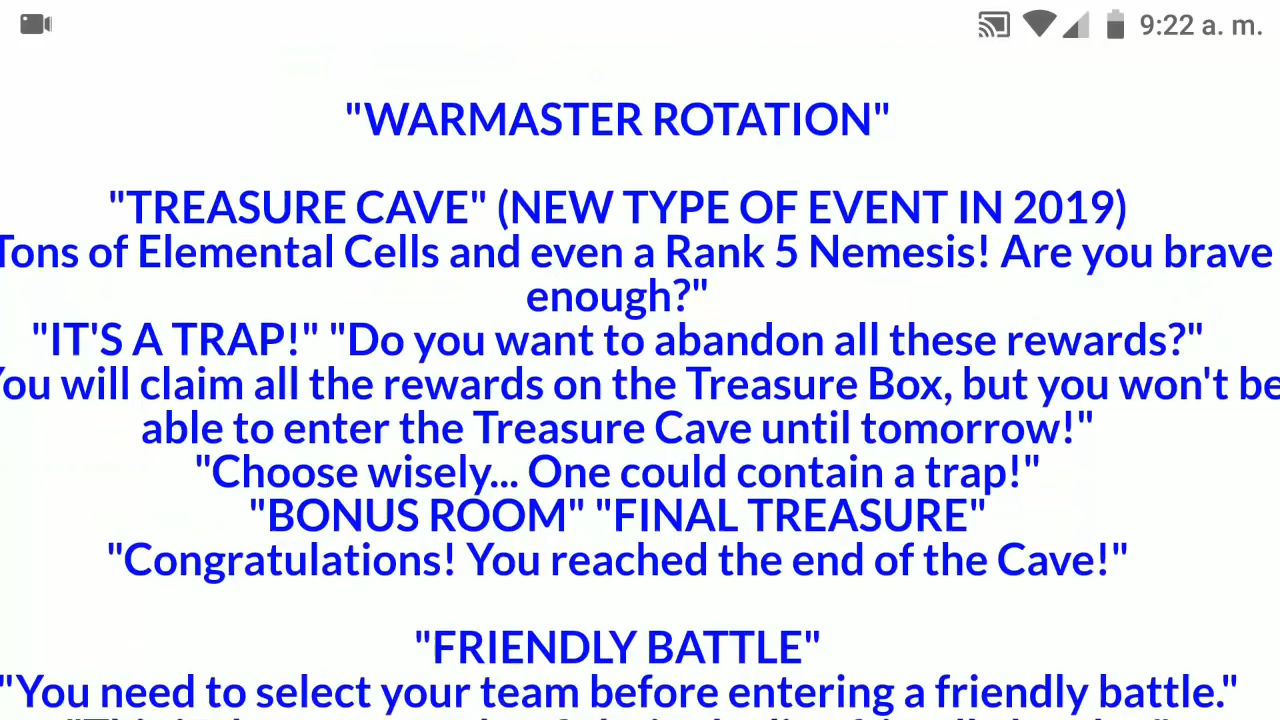 9:22 a. m.
"WARMASTER ROTATION"
"TREASURE CAVE" (NEW TYPE OF EVENT IN 2019)
Tons of Elemental Cells and even a Rank 5 Nemesis! Are you brave
enough?"
"IT'S A TRAP!" "Do you want to abandon all these rewards?"
You will claim all the rewards on the Treasure Box, but you won't be
able to enter the Treasure Cave until tomorrow!"
"Choose wisely... One could contain a trap!"
"BONUS ROOM" "FINAL TREASURE"
"Congratulations! You reached the end of the Cave!"
"FRIENDLY BATTLE"
"You need to select your team before entering a friendly battle."